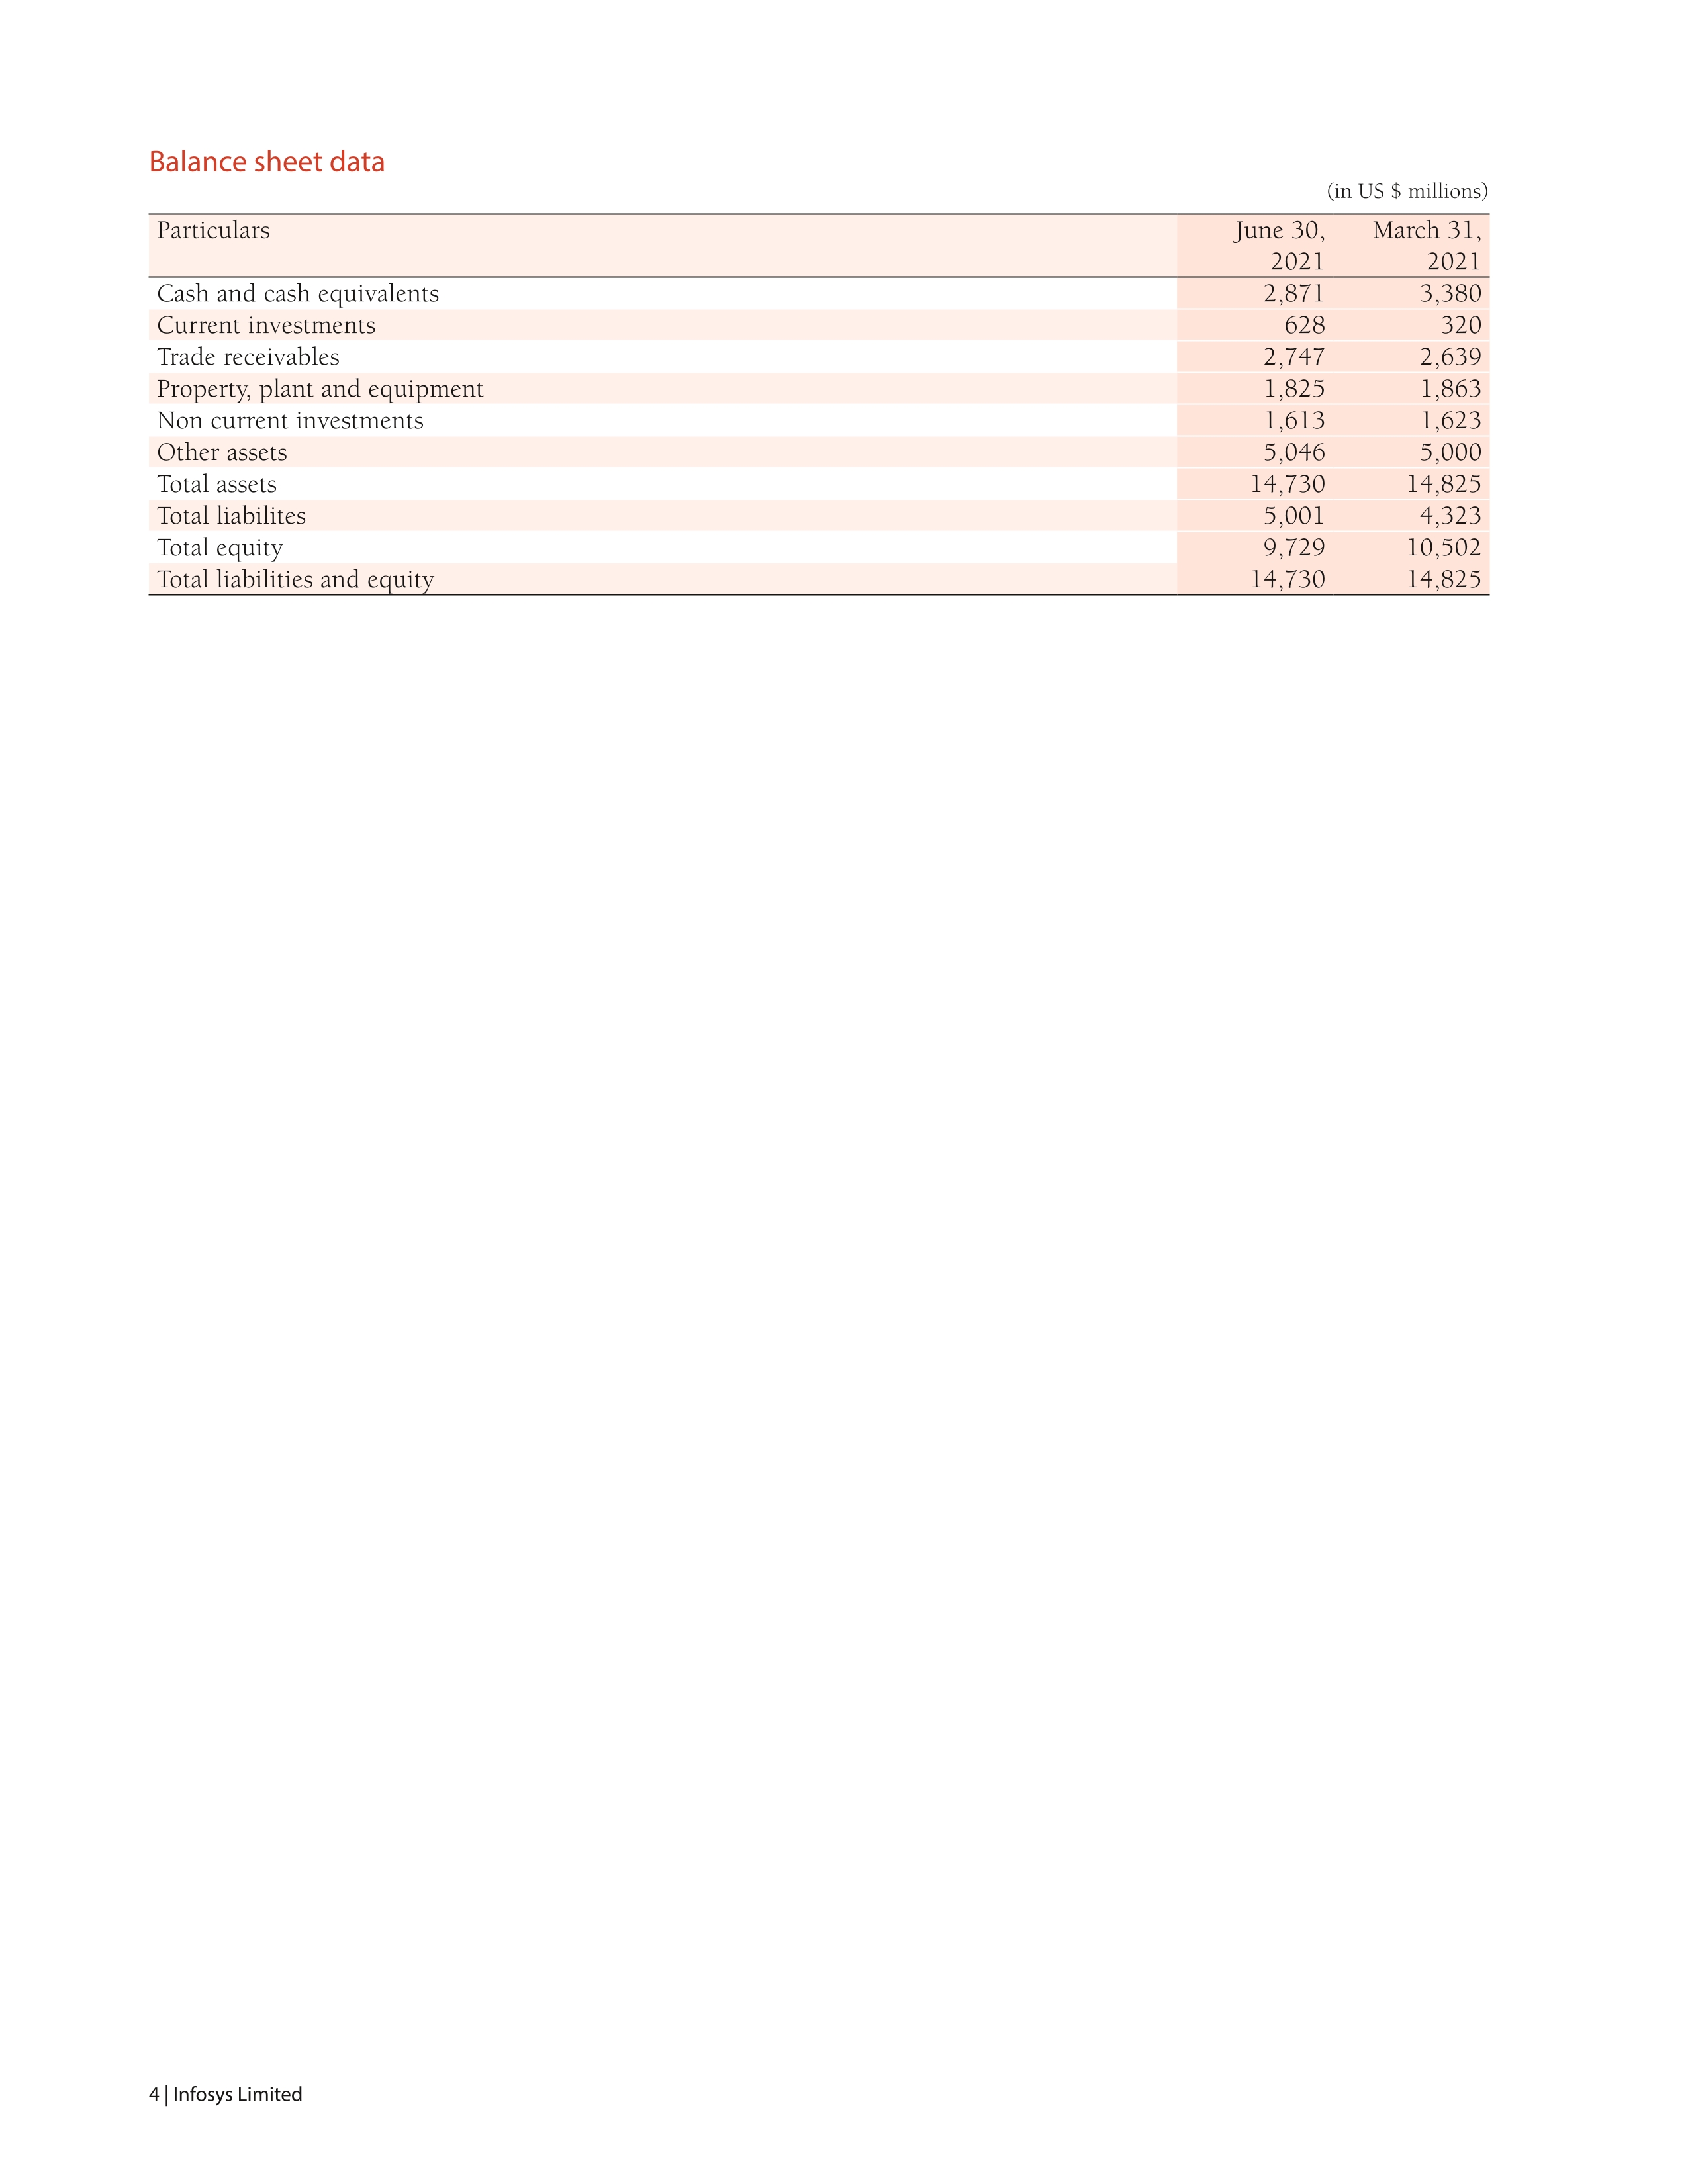 Balance sheet data
(in US $ millions)
Particulars June 30, March 31,
2021 2021
Cash and cash equivalents 2,871 3,380
Current investments 628 320
Trade receivables 2,747 2,639
Property, plant and equipment 1,825 1,863
Non current investments 1,613 1,623
Other assets 5,046 5,000
Total assets 14,730 14,825
Total liabilites 5,001 4,323
Total equity 9,729 10,502
Total liabilities and equity 14,730 14,825
4 | Infosys Limited